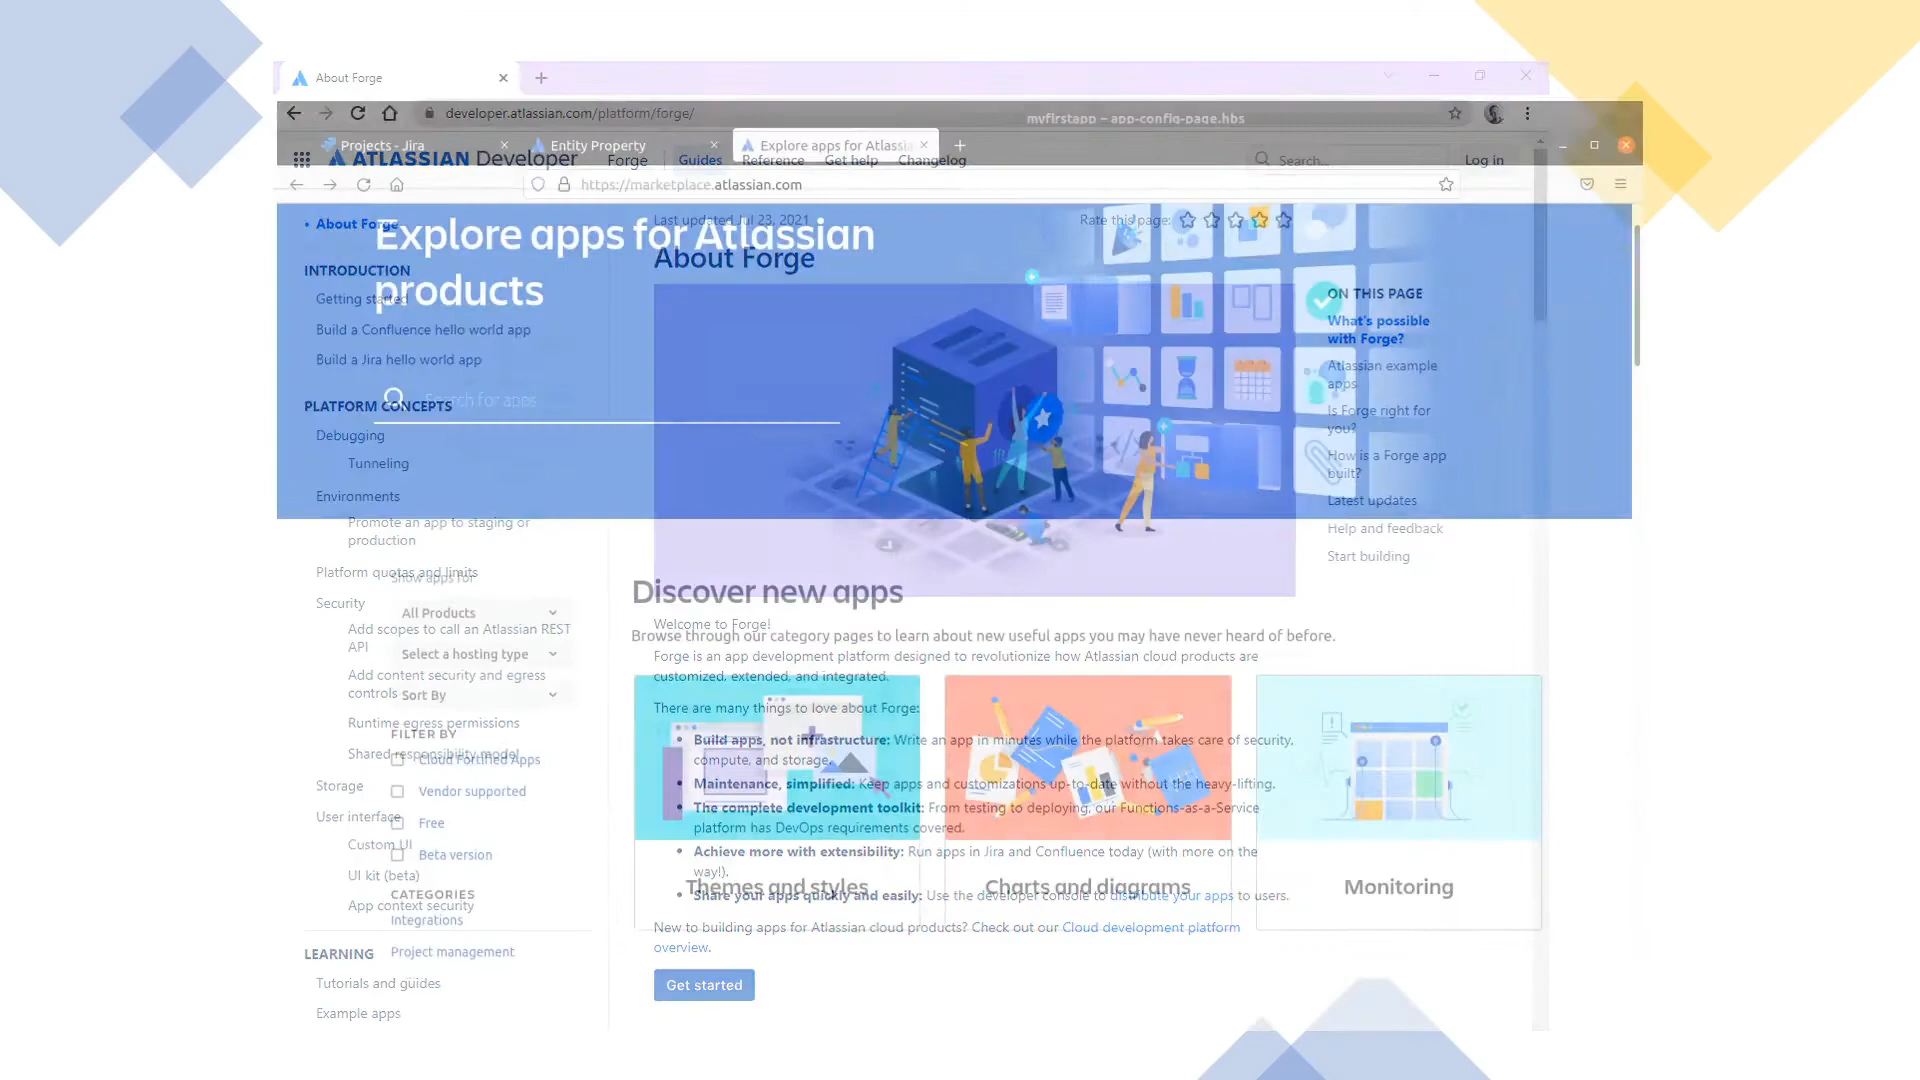 About Forge
developer.atlassian.com/platform/forge/
myfirstapp – app-config-page.hbs
Projects - Jira
Entity Property
Explore apps for Atlassia
ATLASSIAN Developer
Forge
Guides
Reference
Get help
Changelog
Search...
Log in
https://marketplace.atlassian.com
Last updated Jul 23, 2021
Rate this page:
About Forge
Explore apps for Atlassian
products
About Forge
INTRODUCTION
Getting started
Build a Confluence hello world app
Build a Jira hello world app
Search for apps
PLATFORM CONCEPTS
Debugging
Tunneling
Environments
Promote an app to staging or
production
Platform quotas and limits
Show apps for
Security
All Products
Add scopes to call an Atlassian REST
API
Select a hosting type
Add content security and egress
controls
Sort By
Runtime egress permissions
FILTER BY
Shared responsibility model
Cloud Fortified Apps
Storage
Vendor supported
User interface
Free
Custom UI
Beta version
UI kit (beta)
CATEGORIES
App context security
Integrations
LEARNING
Project management
Tutorials and guides
Example apps
ON THIS PAGE
What's possible
with Forge?
Atlassian example
apps
Is Forge right for
you?
How is a Forge app
built?
Latest updates
Help and feedback
Start building
Discover new apps
Welcome to Forge!
Browse through our category pages to learn about new useful apps you may have never heard of before.
Forge is an app development platform designed to revolutionize how Atlassian cloud products are
customized, extended, and integrated.
There are many things to love about Forge:
• Build apps, not infrastructure: Write an app in minutes while the platform takes care of security,
compute, and storage.
• Maintenance, simplified: Keep apps and customizations up-to-date without the heavy-lifting.
• The complete development toolkit: From testing to deploying, our Functions-as-a-Service
platform has DevOps requirements covered.
• Achieve more with extensibility: Run apps in Jira and Confluence today (with more on the
way!).
Themes and styles
Charts and diagrams
Monitoring
• Share your apps quickly and easily: Use the developer console to distribute your apps to users.
New to building apps for Atlassian cloud products? Check out our Cloud development platform
overview.
Get started